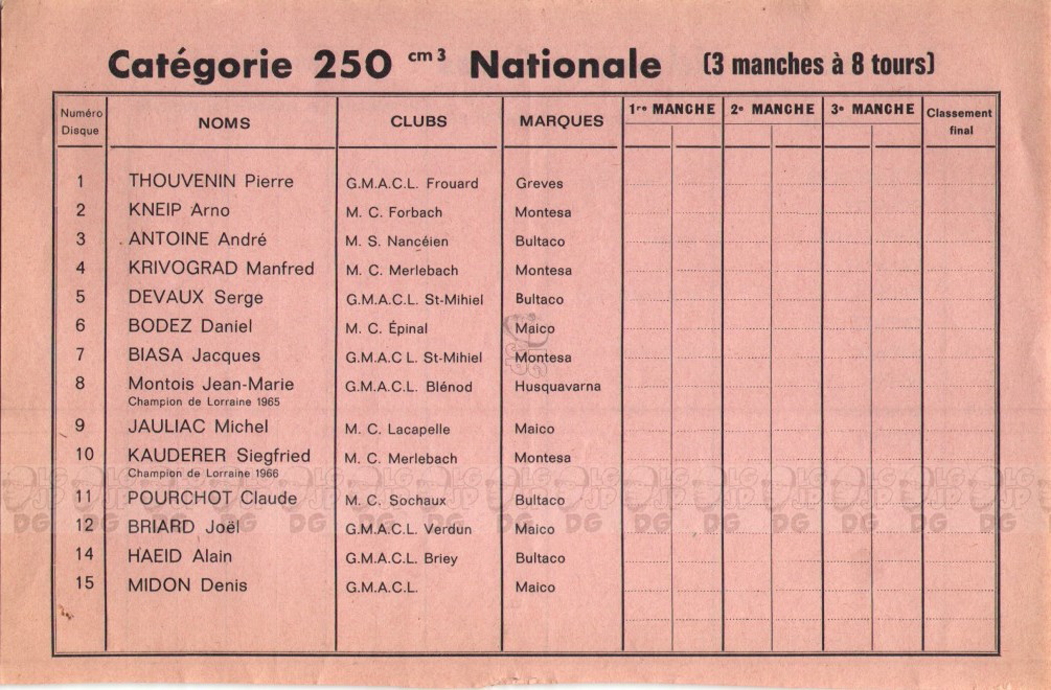 Catégorie 250 cm3 Nationale (3 manches à 8 tours)
Numéro Disque NOMS CLUBS MARQUES 1re MANCHE 2e MANCHE 3e MANCHE Classement final
1 THOUVENIN Pierre G.M.A.C.L. Frouard Greves
2 KNEIP Arno M. C. Forbach Montesa
3 ANTOINE André M. S. Nancéien Bultaco
4 KRIVOGRAD Manfred M. C. Merlebach Montesa
5 DEVAUX Serge G.M.A.C.L. St-Mihiel Bultaco
6 BODEZ Daniel M. C. Épinal Maico
7 BIASA Jacques G.M.A.C L. St-Mihiel Montesa
8 Montois Jean-Marie G.M.A.C.L. Blénod Husquavarna
Champion de Lorraine 1965
9 JAULIAC Michel M. C. Lacapelle Maico
10 KAUDERER Siegfried M. C. Merlebach Montesa
Champion de Lorraine 1966
11 POURCHOT Claude M. C. Sochaux Bultaco
12 BRIARD Joël G.M.A.C.L. Verdun Maico
14 HAEID Alain G.M.A.C.L. Briey Bultaco
15 MIDON Denis G.M.A.C.L. Maico